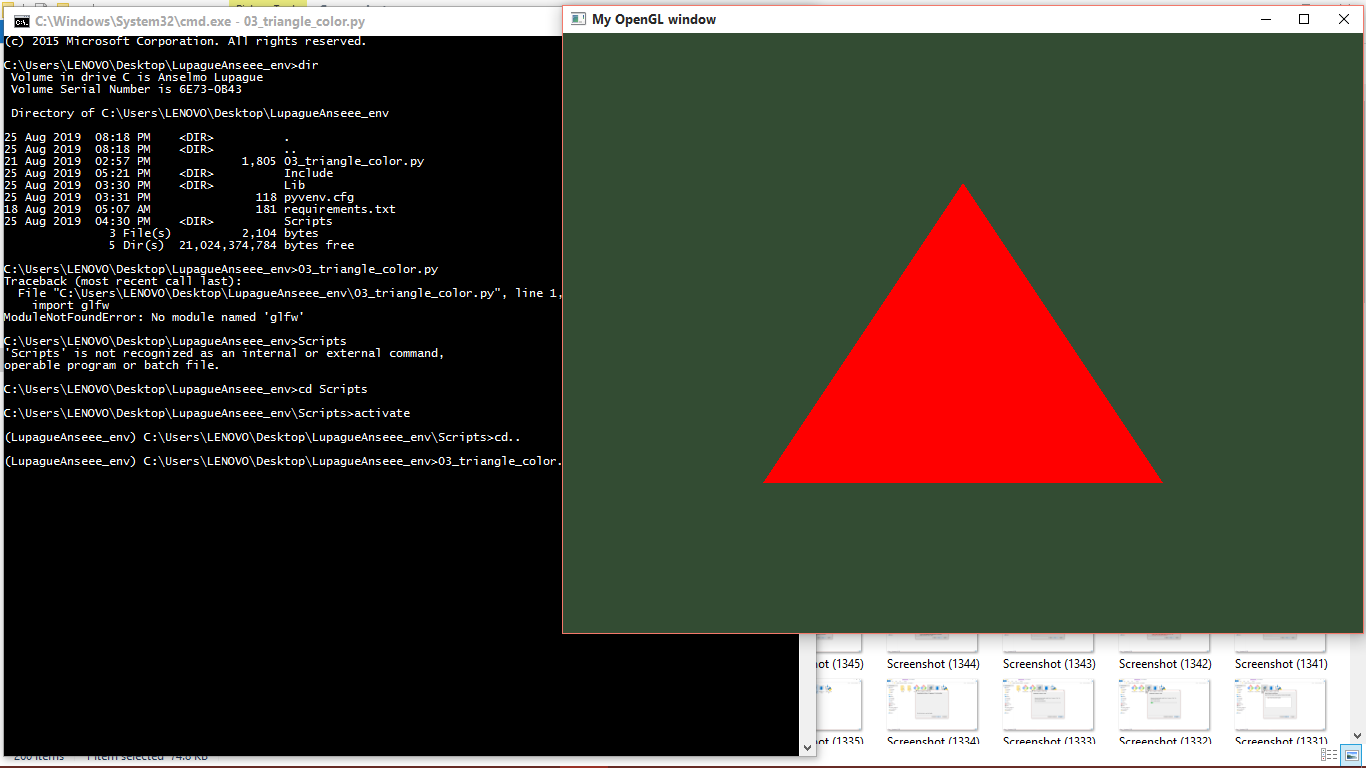 C:\Windows\System32\cmd.exe - 03_triangle_color.py
(c) 2015 Microsoft Corporation. All rights reserved.
C:\Users\LENOVO\Desktop\LupagueAnseee_env>dir
Volume in drive C is Anselmo Lupague
Volume Serial Number is 6E73-0B43
Directory of C:\Users\LENOVO\Desktop\LupagueAnseee_env
25 Aug 2019 08:18 PM <DIR> .
25 Aug 2019 08:18 PM <DIR> ..
21 Aug 2019 02:57 PM 1,805 03_triangle_color.py
25 Aug 2019 05:21 PM <DIR> Include
25 Aug 2019 03:30 PM <DIR> Lib
25 Aug 2019 03:31 PM 118 pyvenv.cfg
18 Aug 2019 05:07 AM 181 requirements.txt
25 Aug 2019 04:30 PM <DIR> Scripts
3 File(s) 2,104 bytes
5 Dir(s) 21,024,374,784 bytes free
C:\Users\LENOVO\Desktop\LupagueAnseee_env>03_triangle_color.py
Traceback (most recent call last):
File "C:\Users\LENOVO\Desktop\LupagueAnseee_env\03_triangle_color.py", line 1,
import glfw
ModuleNotFoundError: No module named 'glfw'
C:\Users\LENOVO\Desktop\LupagueAnseee_env>Scripts
'Scripts' is not recognized as an internal or external command,
operable program or batch file.
C:\Users\LENOVO\Desktop\LupagueAnseee_env>cd Scripts
C:\Users\LENOVO\Desktop\LupagueAnseee_env\Scripts>activate
(LupagueAnseee_env) C:\Users\LENOVO\Desktop\LupagueAnseee_env\Scripts>cd..
(LupagueAnseee_env) C:\Users\LENOVO\Desktop\LupagueAnseee_env>03_triangle_color.
My OpenGL window
(1345) Screenshot (1344) Screenshot (1343) Screenshot (1342) Screenshot (1341)
(1335) Screenshot (1334) Screenshot (1333) Screenshot (1332) Screenshot (1331)